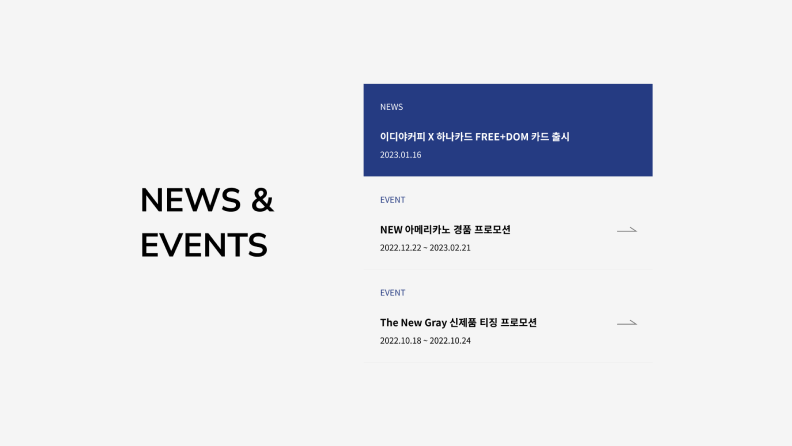 NEWS &
EVENTS
NEWS
이디야커피 X 하나카드 FREE+DOM 카드 출시
2023.01.16
EVENT
NEW 아메리카노 경품 프로모션
2022.12.22 ~ 2023.02.21
EVENT
The New Gray 신제품 티징 프로모션
2022.10.18 ~ 2022.10.24